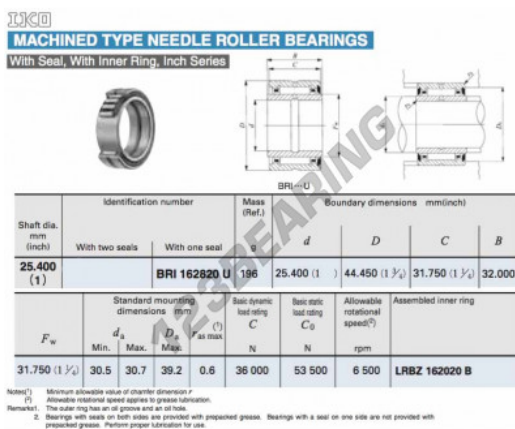 IKO
MACHINED TYPE NEEDLE ROLLER BEARINGS
With Seal, With Inner Ring, Inch Series
B
C
D
d
Fw
BRI…U
123BEARING
Shaft dia. mm (inch)
Identification number
With two seals
With one seal
Mass (Ref.) g
Boundary dimensions mm(inch)
d
D
C
B
25.400 (1)
BRI 162820 U
196
25.400 (1 )
44.450 (1 3/4)
31.750 (1 1/4)
32.000
Fw
Standard mounting dimensions mm
da
Min.
Max.
Da
Max.
(1)
ras max
Basic dynamic load rating
C
N
Basic static load rating
C0
N
Allowable rotational speed(2)
rpm
Assembled inner ring
31.750 (1 1/4)
30.5
30.7
39.2
0.6
36 000
53 500
6 500
LRBZ 162020 B
Notes(1) Minimum allowable value of chamfer dimension r
(2) Allowable rotational speed applies to grease lubrication.
Remarks1. The outer ring has an oil groove and an oil hole.
2. Bearings with seals on both sides are provided with prepacked grease. Bearings with a seal on one side are not provided with
prepacked grease. Perform proper lubrication for use.